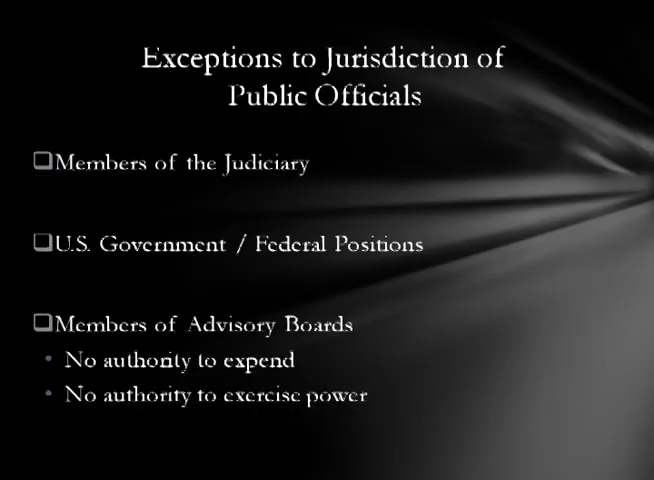 Exceptions to Jurisdiction of
Public Officials
Members of the Judiciary
U.S. Government / Federal Positions
Members of Advisory Boards
• No authority to expend
• No authority to exercise power